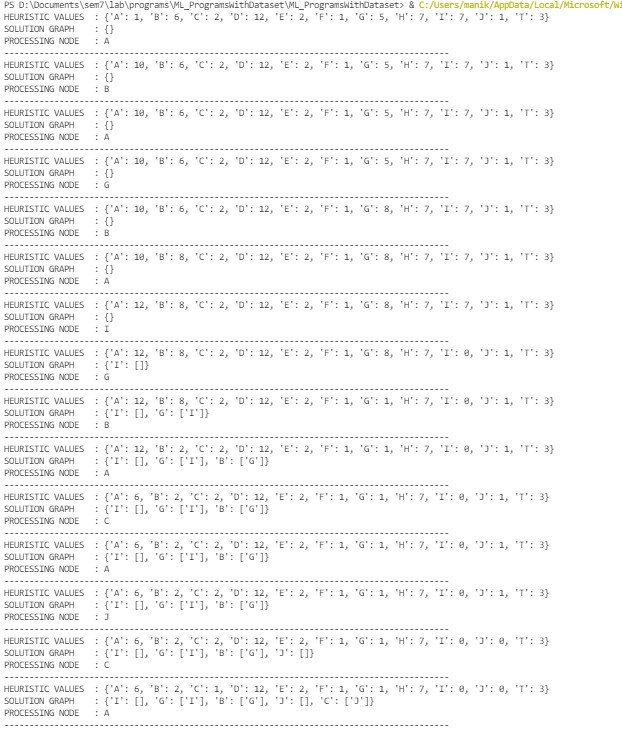 PS D:\Documents\sem7\lab\programs\ML_ProgramsWithDataset\ML_ProgramsWithDataset> & C:/Users/manik/AppData/Local/Microsoft/Wi
HEURISTIC VALUES  : {'A': 1, 'B': 6, 'C': 2, 'D': 12, 'E': 2, 'F': 1, 'G': 5, 'H': 7, 'I': 7, 'J': 1, 'T': 3}
SOLUTION GRAPH    : {}
PROCESSING NODE   : A
-----------------------------------------------------------------------------------------
HEURISTIC VALUES  : {'A': 10, 'B': 6, 'C': 2, 'D': 12, 'E': 2, 'F': 1, 'G': 5, 'H': 7, 'I': 7, 'J': 1, 'T': 3}
SOLUTION GRAPH    : {}
PROCESSING NODE   : B
-----------------------------------------------------------------------------------------
HEURISTIC VALUES  : {'A': 10, 'B': 6, 'C': 2, 'D': 12, 'E': 2, 'F': 1, 'G': 5, 'H': 7, 'I': 7, 'J': 1, 'T': 3}
SOLUTION GRAPH    : {}
PROCESSING NODE   : A
-----------------------------------------------------------------------------------------
HEURISTIC VALUES  : {'A': 10, 'B': 6, 'C': 2, 'D': 12, 'E': 2, 'F': 1, 'G': 5, 'H': 7, 'I': 7, 'J': 1, 'T': 3}
SOLUTION GRAPH    : {}
PROCESSING NODE   : G
-----------------------------------------------------------------------------------------
HEURISTIC VALUES  : {'A': 10, 'B': 6, 'C': 2, 'D': 12, 'E': 2, 'F': 1, 'G': 8, 'H': 7, 'I': 7, 'J': 1, 'T': 3}
SOLUTION GRAPH    : {}
PROCESSING NODE   : B
-----------------------------------------------------------------------------------------
HEURISTIC VALUES  : {'A': 10, 'B': 8, 'C': 2, 'D': 12, 'E': 2, 'F': 1, 'G': 8, 'H': 7, 'I': 7, 'J': 1, 'T': 3}
SOLUTION GRAPH    : {}
PROCESSING NODE   : A
-----------------------------------------------------------------------------------------
HEURISTIC VALUES  : {'A': 12, 'B': 8, 'C': 2, 'D': 12, 'E': 2, 'F': 1, 'G': 8, 'H': 7, 'I': 7, 'J': 1, 'T': 3}
SOLUTION GRAPH    : {}
PROCESSING NODE   : I
-----------------------------------------------------------------------------------------
HEURISTIC VALUES  : {'A': 12, 'B': 8, 'C': 2, 'D': 12, 'E': 2, 'F': 1, 'G': 8, 'H': 7, 'I': 0, 'J': 1, 'T': 3}
SOLUTION GRAPH    : {'I': []}
PROCESSING NODE   : G
-----------------------------------------------------------------------------------------
HEURISTIC VALUES  : {'A': 12, 'B': 8, 'C': 2, 'D': 12, 'E': 2, 'F': 1, 'G': 1, 'H': 7, 'I': 0, 'J': 1, 'T': 3}
SOLUTION GRAPH    : {'I': [], 'G': ['I']}
PROCESSING NODE   : B
-----------------------------------------------------------------------------------------
HEURISTIC VALUES  : {'A': 12, 'B': 2, 'C': 2, 'D': 12, 'E': 2, 'F': 1, 'G': 1, 'H': 7, 'I': 0, 'J': 1, 'T': 3}
SOLUTION GRAPH    : {'I': [], 'G': ['I'], 'B': ['G']}
PROCESSING NODE   : A
-----------------------------------------------------------------------------------------
HEURISTIC VALUES  : {'A': 6, 'B': 2, 'C': 2, 'D': 12, 'E': 2, 'F': 1, 'G': 1, 'H': 7, 'I': 0, 'J': 1, 'T': 3}
SOLUTION GRAPH    : {'I': [], 'G': ['I'], 'B': ['G']}
PROCESSING NODE   : C
-----------------------------------------------------------------------------------------
HEURISTIC VALUES  : {'A': 6, 'B': 2, 'C': 2, 'D': 12, 'E': 2, 'F': 1, 'G': 1, 'H': 7, 'I': 0, 'J': 1, 'T': 3}
SOLUTION GRAPH    : {'I': [], 'G': ['I'], 'B': ['G']}
PROCESSING NODE   : A
-----------------------------------------------------------------------------------------
HEURISTIC VALUES  : {'A': 6, 'B': 2, 'C': 2, 'D': 12, 'E': 2, 'F': 1, 'G': 1, 'H': 7, 'I': 0, 'J': 1, 'T': 3}
SOLUTION GRAPH    : {'I': [], 'G': ['I'], 'B': ['G']}
PROCESSING NODE   : J
-----------------------------------------------------------------------------------------
HEURISTIC VALUES  : {'A': 6, 'B': 2, 'C': 2, 'D': 12, 'E': 2, 'F': 1, 'G': 1, 'H': 7, 'I': 0, 'J': 0, 'T': 3}
SOLUTION GRAPH    : {'I': [], 'G': ['I'], 'B': ['G'], 'J': []}
PROCESSING NODE   : C
-----------------------------------------------------------------------------------------
HEURISTIC VALUES  : {'A': 6, 'B': 2, 'C': 1, 'D': 12, 'E': 2, 'F': 1, 'G': 1, 'H': 7, 'I': 0, 'J': 0, 'T': 3}
SOLUTION GRAPH    : {'I': [], 'G': ['I'], 'B': ['G'], 'J': [], 'C': ['J']}
PROCESSING NODE   : A
-----------------------------------------------------------------------------------------